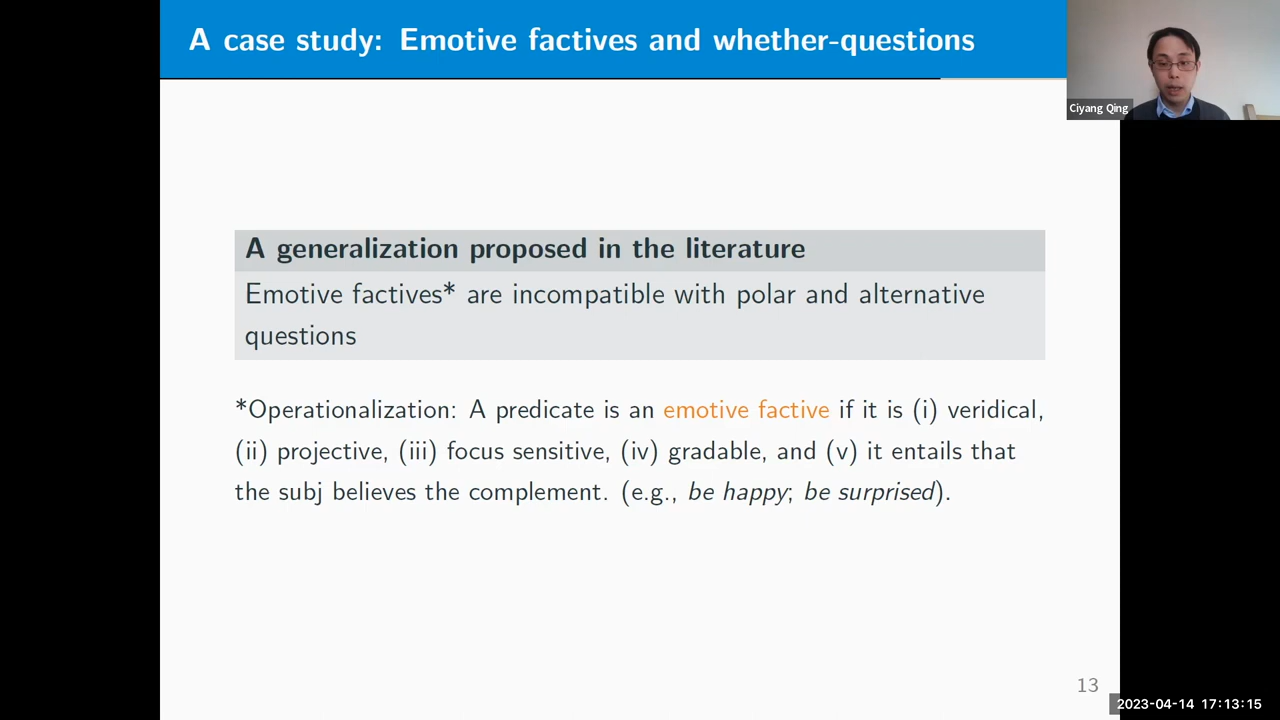 A case study: Emotive factives and whether-questions
Ciyang Qing
A generalization proposed in the literature
Emotive factives* are incompatible with polar and alternative
questions
*Operationalization: A predicate is an emotive factive if it is (i) veridical,
(ii) projective, (iii) focus sensitive, (iv) gradable, and (v) it entails that
the subj believes the complement. (e.g., be happy; be surprised).
13
2023-04-14 17:13:15